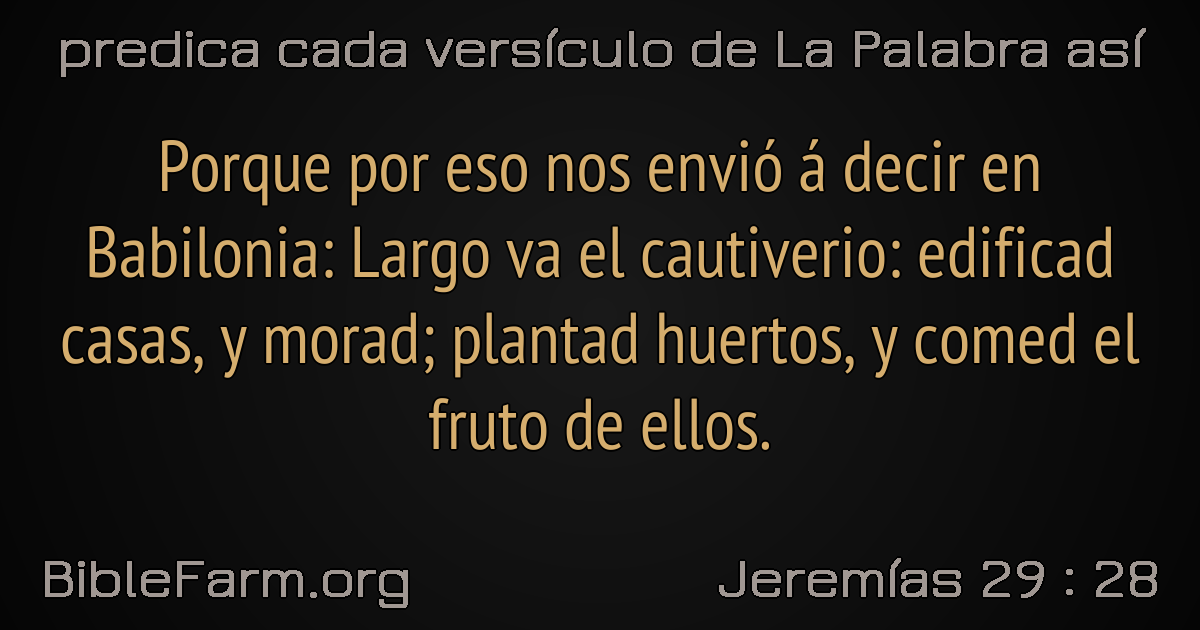 predica cada versículo de La Palabra así
Porque por eso nos envió á decir en
Babilonia: Largo va el cautiverio: edificad
casas, y morad; plantad huertos, y comed el
fruto de ellos.
BibleFarm.org
Jeremías 29 : 28